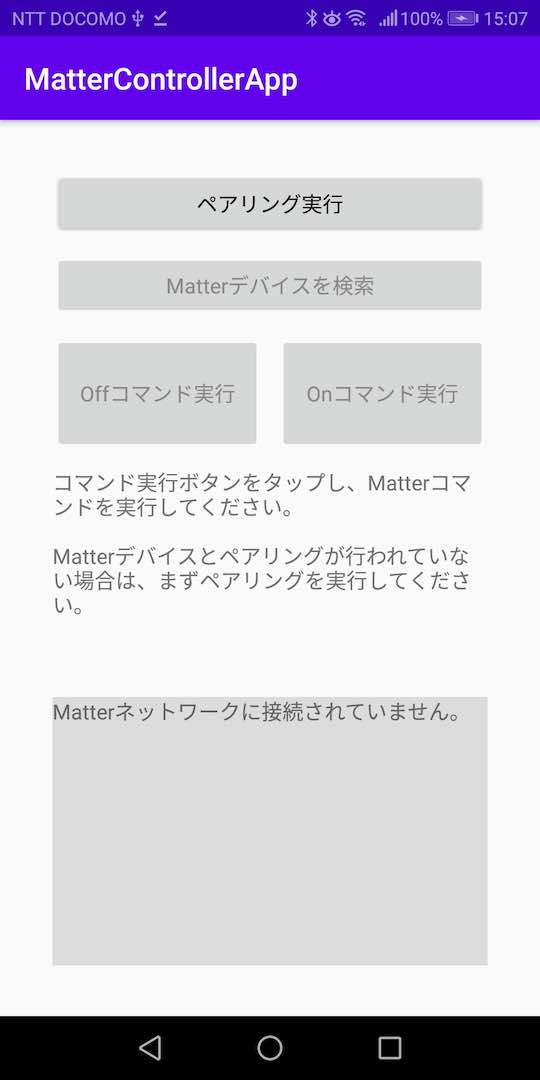 NTT DOCOMO 100% 15:07
MatterControllerApp
ペアリング実行
Matterデバイスを検索
Offコマンド実行 Onコマンド実行
コマンド実行ボタンをタップし、Matterコマ
ンドを実行してください。
Matterデバイスとペアリングが行われていな
い場合は、まずペアリングを実行してくださ
い。
Matterネットワークに接続されていません。